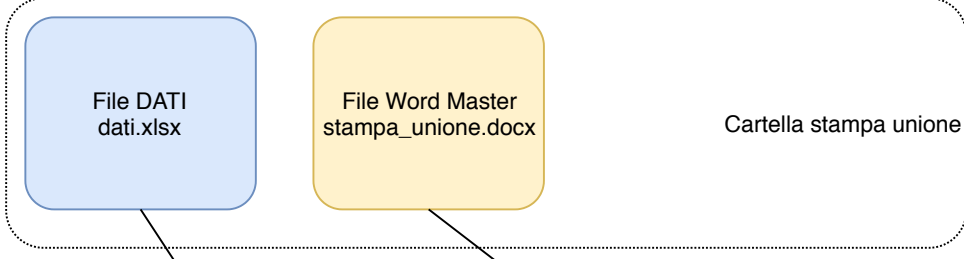 File DATI
dati.xlsx
File Word Master
stampa_unione.docx
Cartella stampa unione